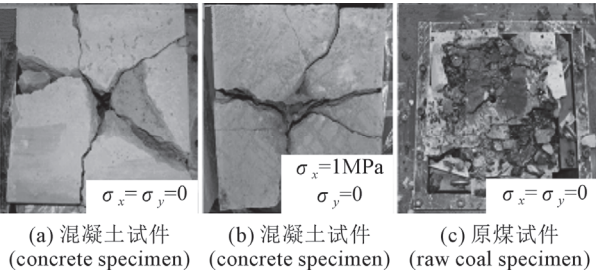 σx= σy=0
σx=1MPa
σy=0
σx= σy=0
(a) 混凝土试件
(concrete specimen)
(b) 混凝土试件
(concrete specimen)
(c) 原煤试件
(raw coal specimen)